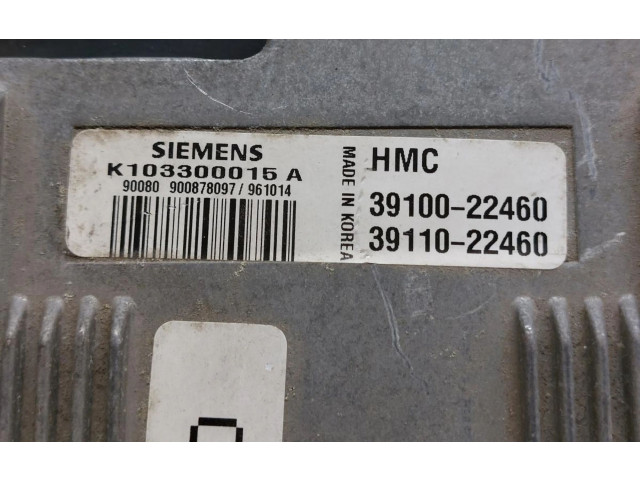 SIEMENS
K103300015 A
90080 900878097/961014
MADE IN KOREA
HMC
39100-22460
39110-22460